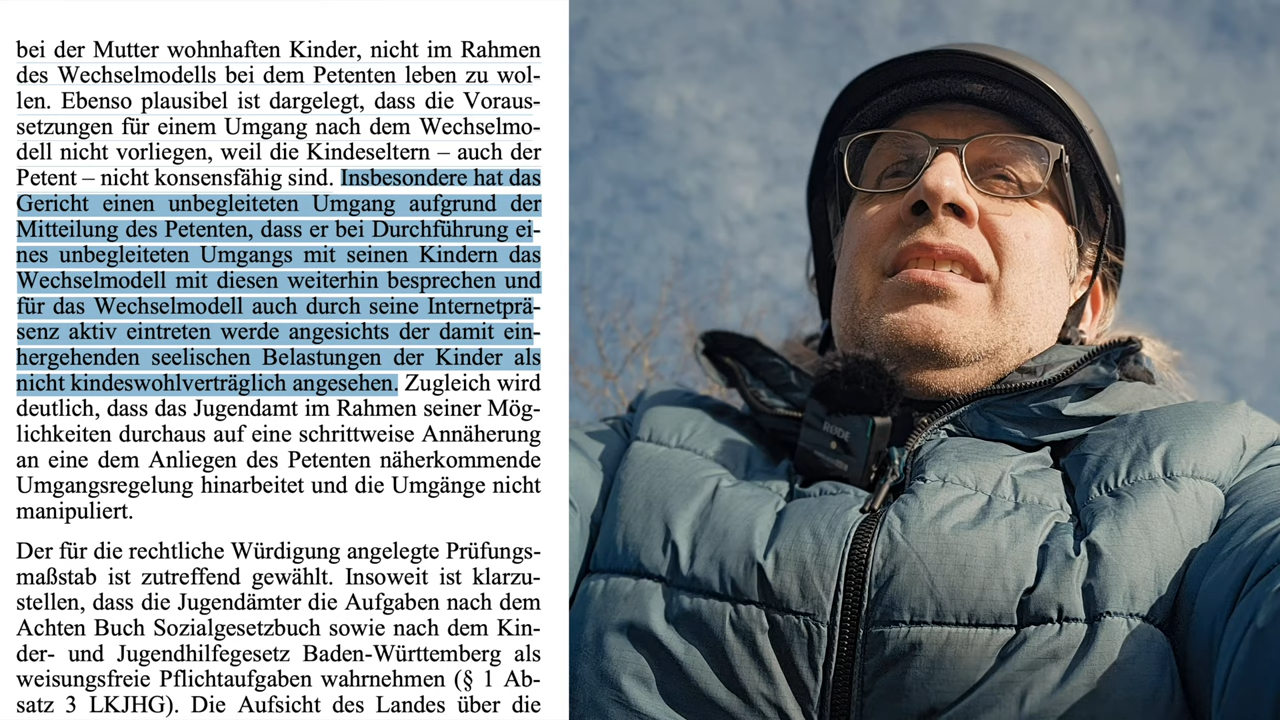 bei der Mutter wohnhaften Kinder, nicht im Rahmen
des Wechselmodells bei dem Petenten leben zu wol-
len. Ebenso plausibel ist dargelegt, dass die Voraus-
setzungen für einem Umgang nach dem Wechselmo-
dell nicht vorliegen, weil die Kindeseltern – auch der
Petent – nicht konsensfähig sind. Insbesondere hat das
Gericht einen unbegleiteten Umgang aufgrund der
Mitteilung des Petenten, dass er bei Durchführung ei-
nes unbegleiteten Umgangs mit seinen Kindern das
Wechselmodell mit diesen weiterhin besprechen und
für das Wechselmodell auch durch seine Internetprä-
senz aktiv eintreten werde angesichts der damit ein-
hergehenden seelischen Belastungen der Kinder als
nicht kindeswohlverträglich angesehen. Zugleich wird
deutlich, dass das Jugendamt im Rahmen seiner Mög-
lichkeiten durchaus auf eine schrittweise Annäherung
an eine dem Anliegen des Petenten näherkommende
Umgangsregelung hinarbeitet und die Umgänge nicht
manipuliert.
Der für die rechtliche Würdigung angelegte Prüfungs-
maßstab ist zutreffend gewählt. Insoweit ist klarzu-
stellen, dass die Jugendämter die Aufgaben nach dem
Achten Buch Sozialgesetzbuch sowie nach dem Kin-
der- und Jugendhilfegesetz Baden-Württemberg als
weisungsfreie Pflichtaufgaben wahrnehmen (§ 1 Ab-
satz 3 LKJHG). Die Aufsicht des Landes über die
RØDE